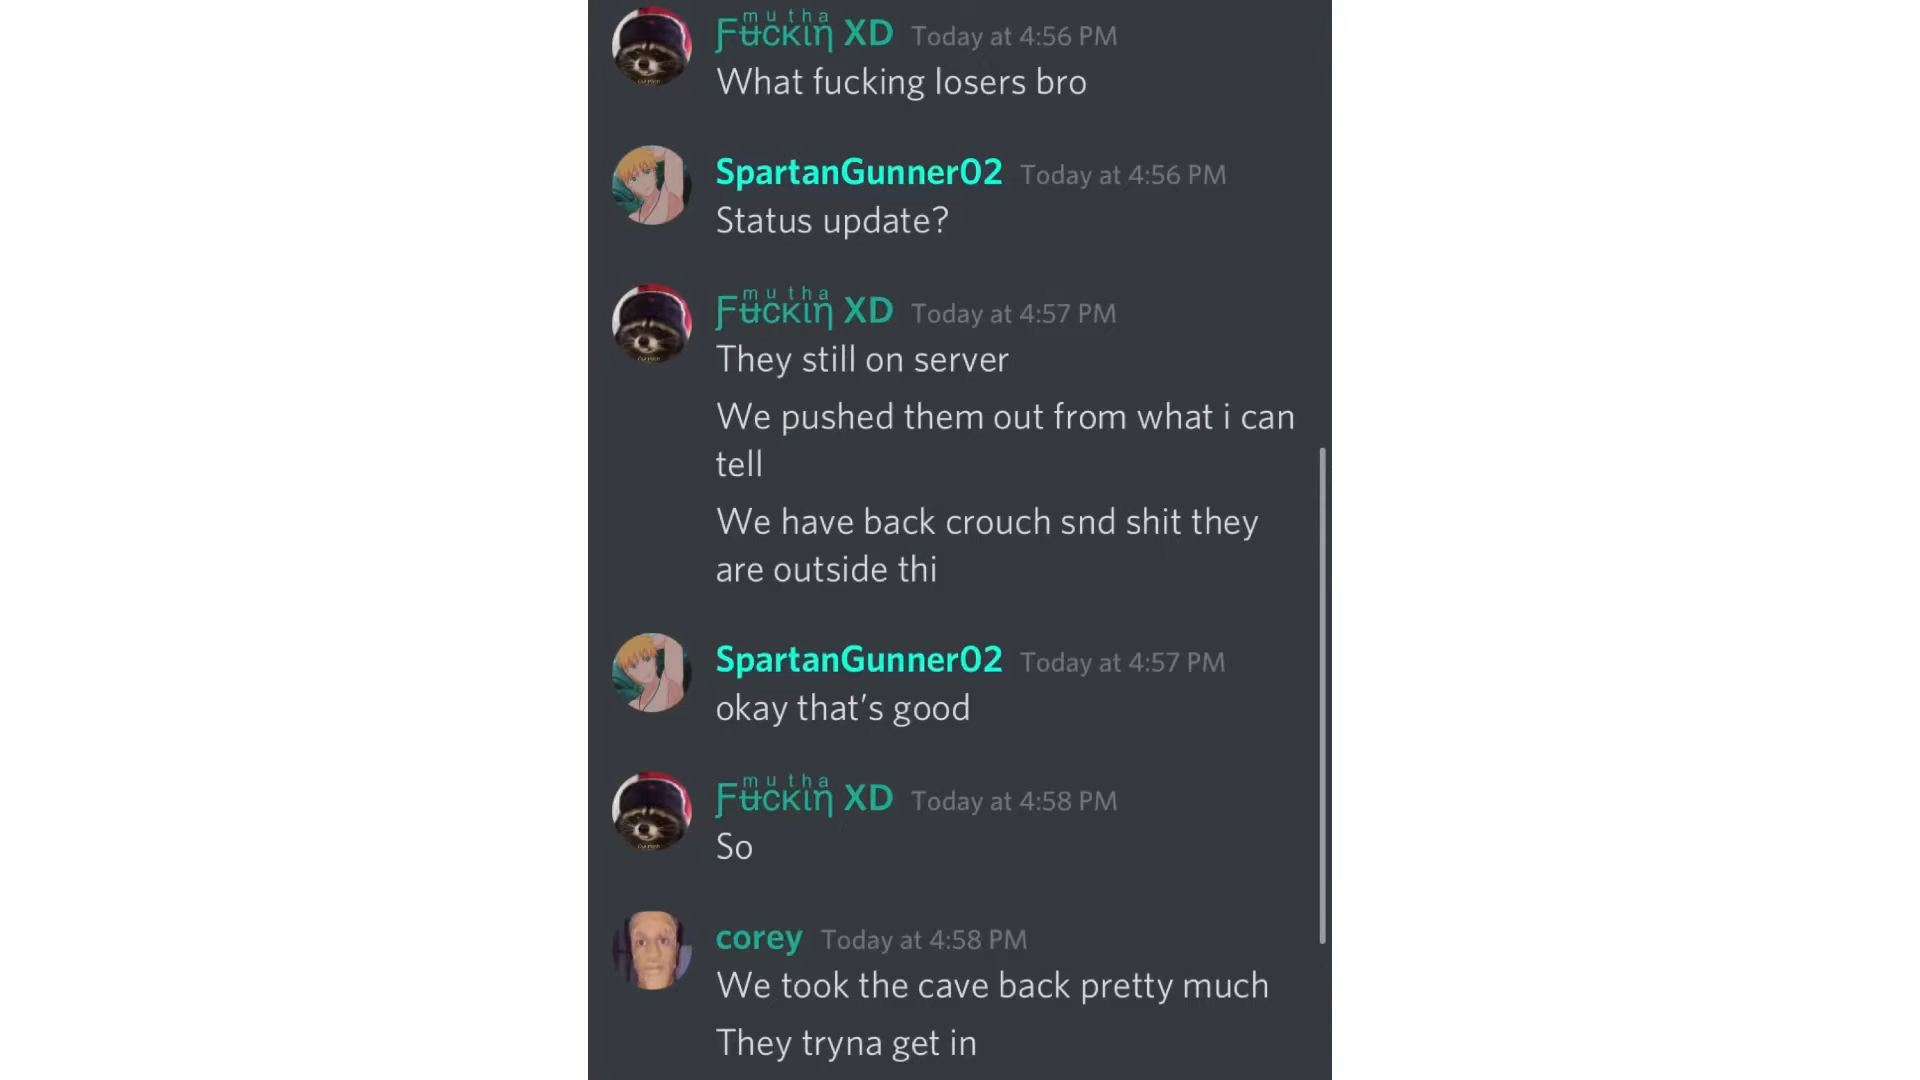 mutha
Ƒʉcкιη XD Today at 4:56 PM
What fucking losers bro
SpartanGunner02 Today at 4:56 PM
Status update?
mutha
Ƒʉcкιη XD Today at 4:57 PM
They still on server
We pushed them out from what i can
tell
We have back crouch snd shit they
are outside thi
SpartanGunner02 Today at 4:57 PM
okay that's good
mutha
Ƒʉcкιη XD Today at 4:58 PM
So
corey Today at 4:58 PM
We took the cave back pretty much
They tryna get in